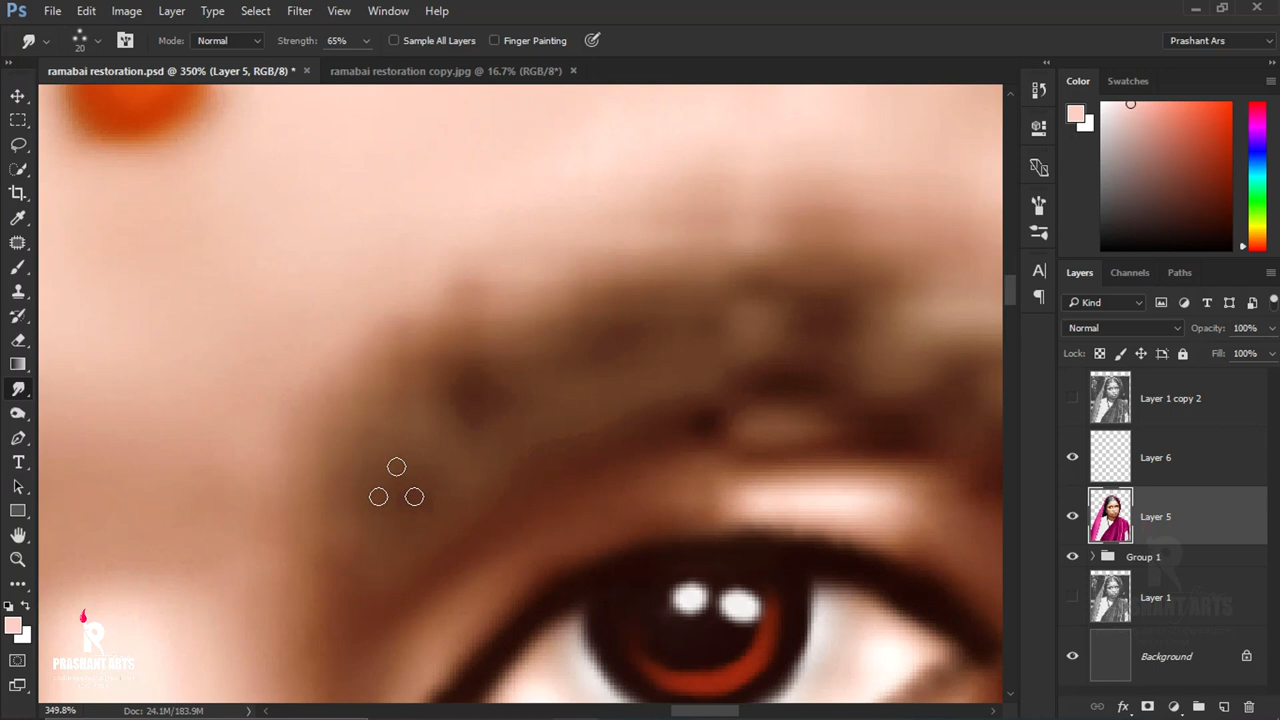 Ps File Edit Image Layer Type Select Filter View Window Help
20 Mode: Normal Strength: 65% Sample All Layers Finger Painting Prashant Ars
ramabai restoration.psd @ 350% (Layer 5, RGB/8) * × ramabai restoration copy.jpg @ 16.7% (RGB/8*) ×
Color Swatches
Layers Channels Paths
Kind
Normal Opacity: 100%
Lock: Fill: 100%
Layer 1 copy 2
Layer 6
Layer 5
Group 1
Layer 1
Background
PRASHANT ARTS
349.8% Doc: 24.1M/183.9M